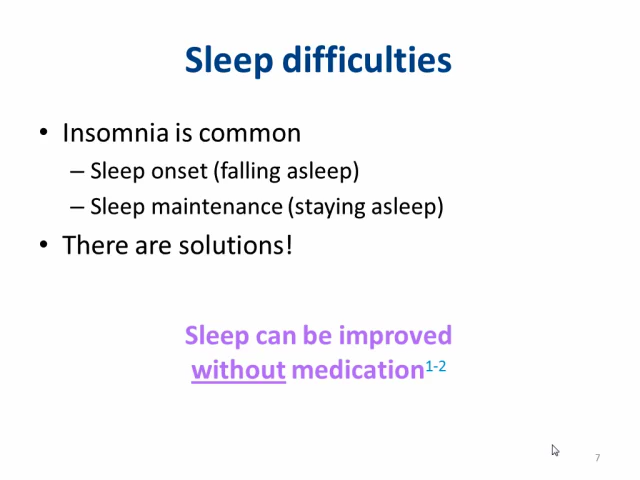 Sleep difficulties
• Insomnia is common
– Sleep onset (falling asleep)
– Sleep maintenance (staying asleep)
• There are solutions!
Sleep can be improved
without medication1-2
7